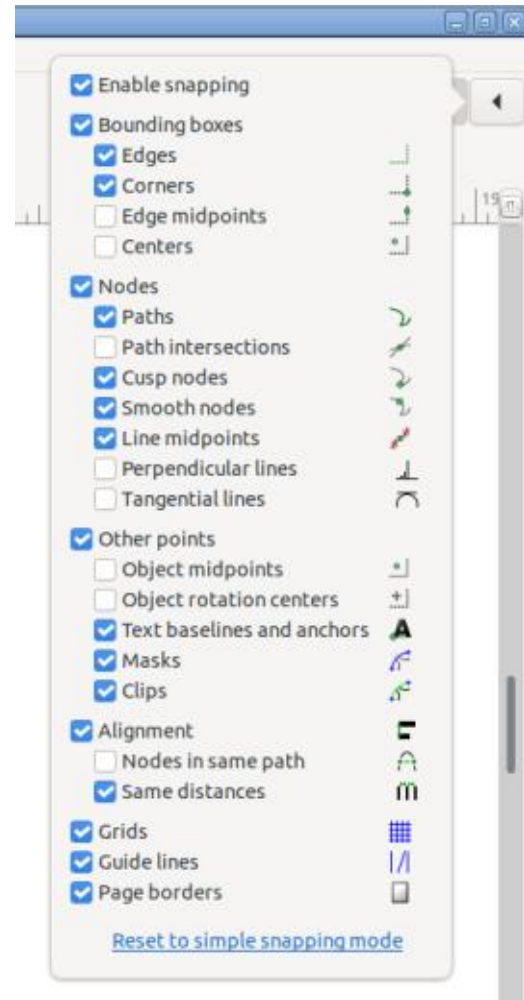 Enable snapping
Bounding boxes
Edges
Corners
Edge midpoints
Centers
Nodes
Paths
Path intersections
Cusp nodes
Smooth nodes
Line midpoints
Perpendicular lines
Tangential lines
Other points
Object midpoints
Object rotation centers
Text baselines and anchors
Masks
Clips
Alignment
Nodes in same path
Same distances
Grids
Guide lines
Page borders
Reset to simple snapping mode